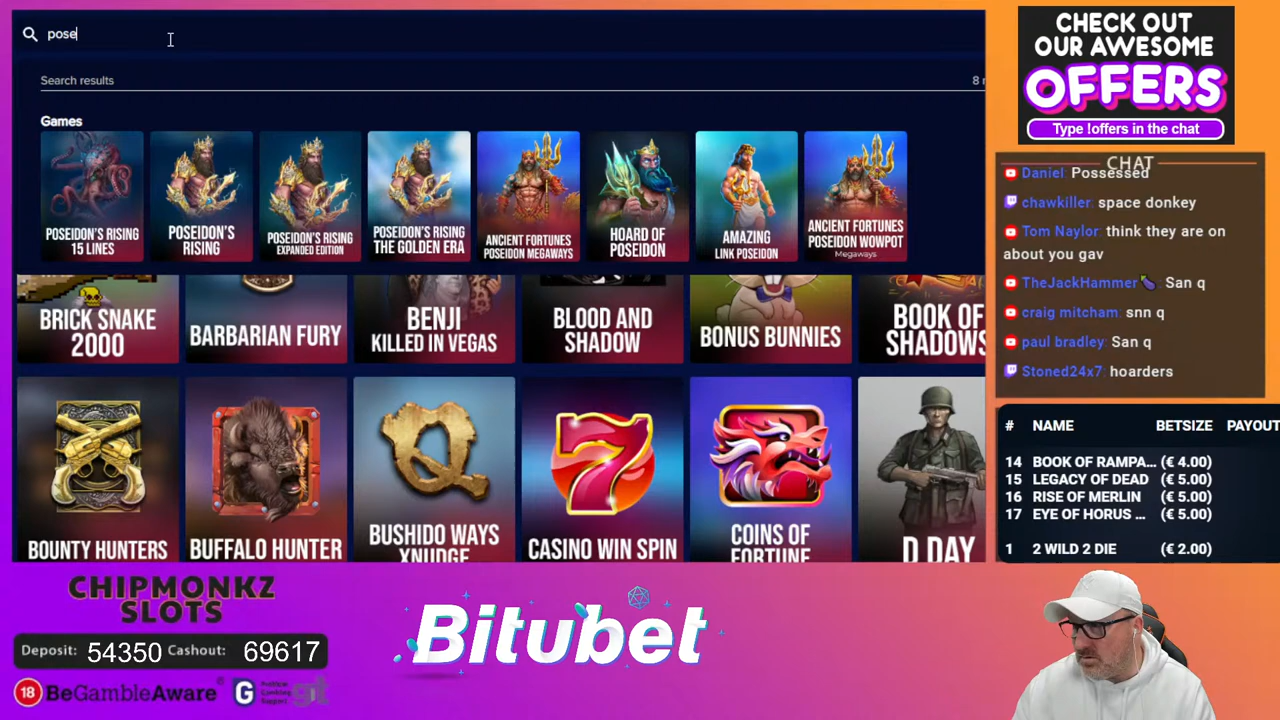 pose
Search results
8
Games
POSEIDON'S RISING
15 LINES
POSEIDON'S
RISING
POSEIDON'S RISING
EXPANDED EDITION
POSEIDON'S RISING
THE GOLDEN ERA
ANCIENT FORTUNES
POSEIDON MEGAWAYS
HOARD OF
POSEIDON
AMAZING
LINK POSEIDON
ANCIENT FORTUNES
POSEIDON WOWPOT
Megaways
BRICK SNAKE
2000
BARBARIAN FURY
BENJI
KILLED IN VEGAS
BLOOD AND
SHADOW
BONUS BUNNIES
BOOK OF
SHADOWS
BOUNTY HUNTERS
BUFFALO HUNTER
BUSHIDO WAYS
XNUDGE
CASINO WIN SPIN
COINS OF
FORTUNE
D DAY
CHECK OUT
OUR AWESOME
OFFERS
Type !offers in the chat
CHAT
Daniel: Possessed
chawkiller: space donkey
Tom Naylor: think they are on
about you gav
TheJackHammer🍆: San q
craig mitcham: snn q
paul bradley: San q
Stoned24x7: hoarders
# NAME BETSIZE PAYOUT
14 BOOK OF RAMPA... (€ 4.00)
15 LEGACY OF DEAD (€ 5.00)
16 RISE OF MERLIN (€ 5.00)
17 EYE OF HORUS ... (€ 5.00)
1 2 WILD 2 DIE (€ 2.00)
CHIPMONKZ
SLOTS
Deposit: 54350 Cashout: 69617
18 BeGambleAware
Bitubet